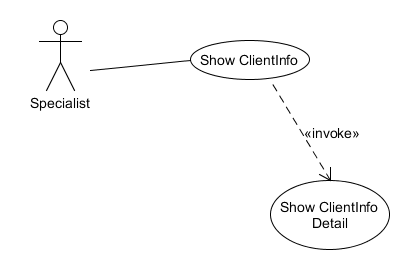 Show ClientInfo
Specialist
«invoke»
Show ClientInfo
Detail